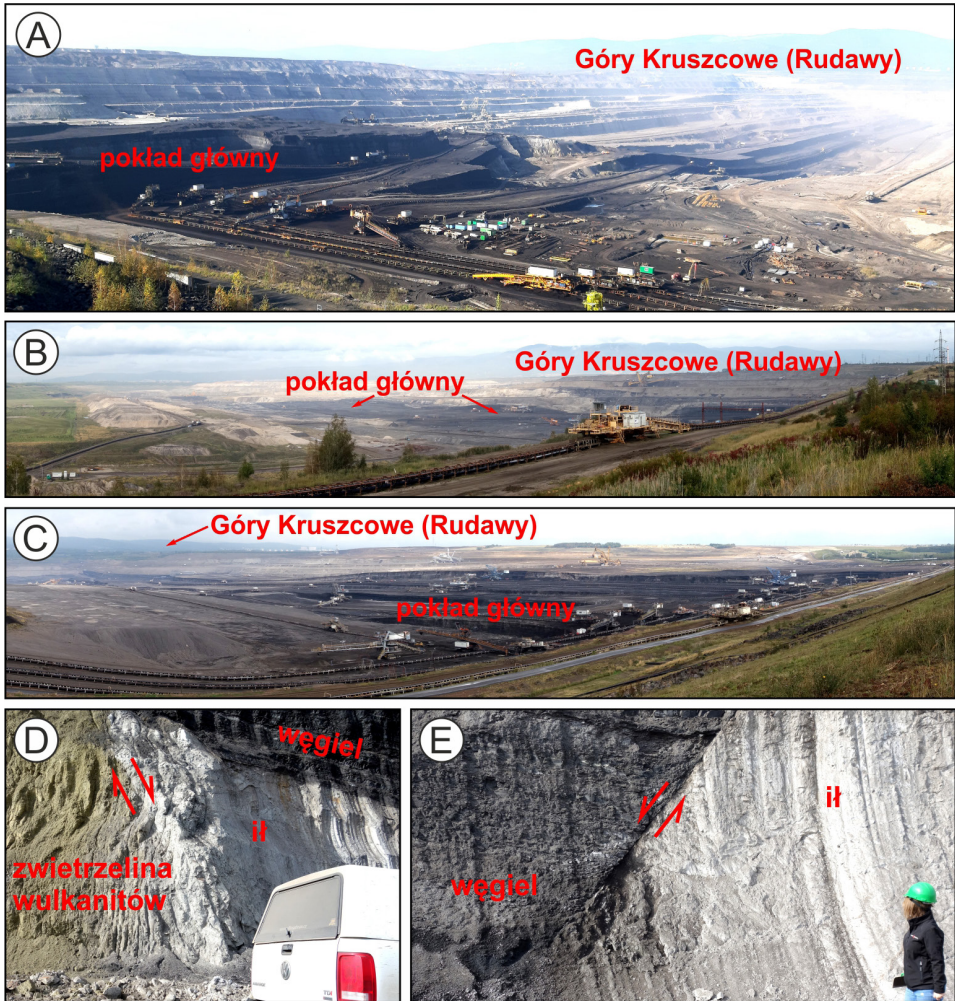 A
Góry Kruszcowe (Rudawy)
pokład główny
B
Góry Kruszcowe (Rudawy)
pokład główny
C
Góry Kruszcowe (Rudawy)
pokład główny
D
węgiel
ił
zwietrzelina
wulkanitów
E
ił
węgiel